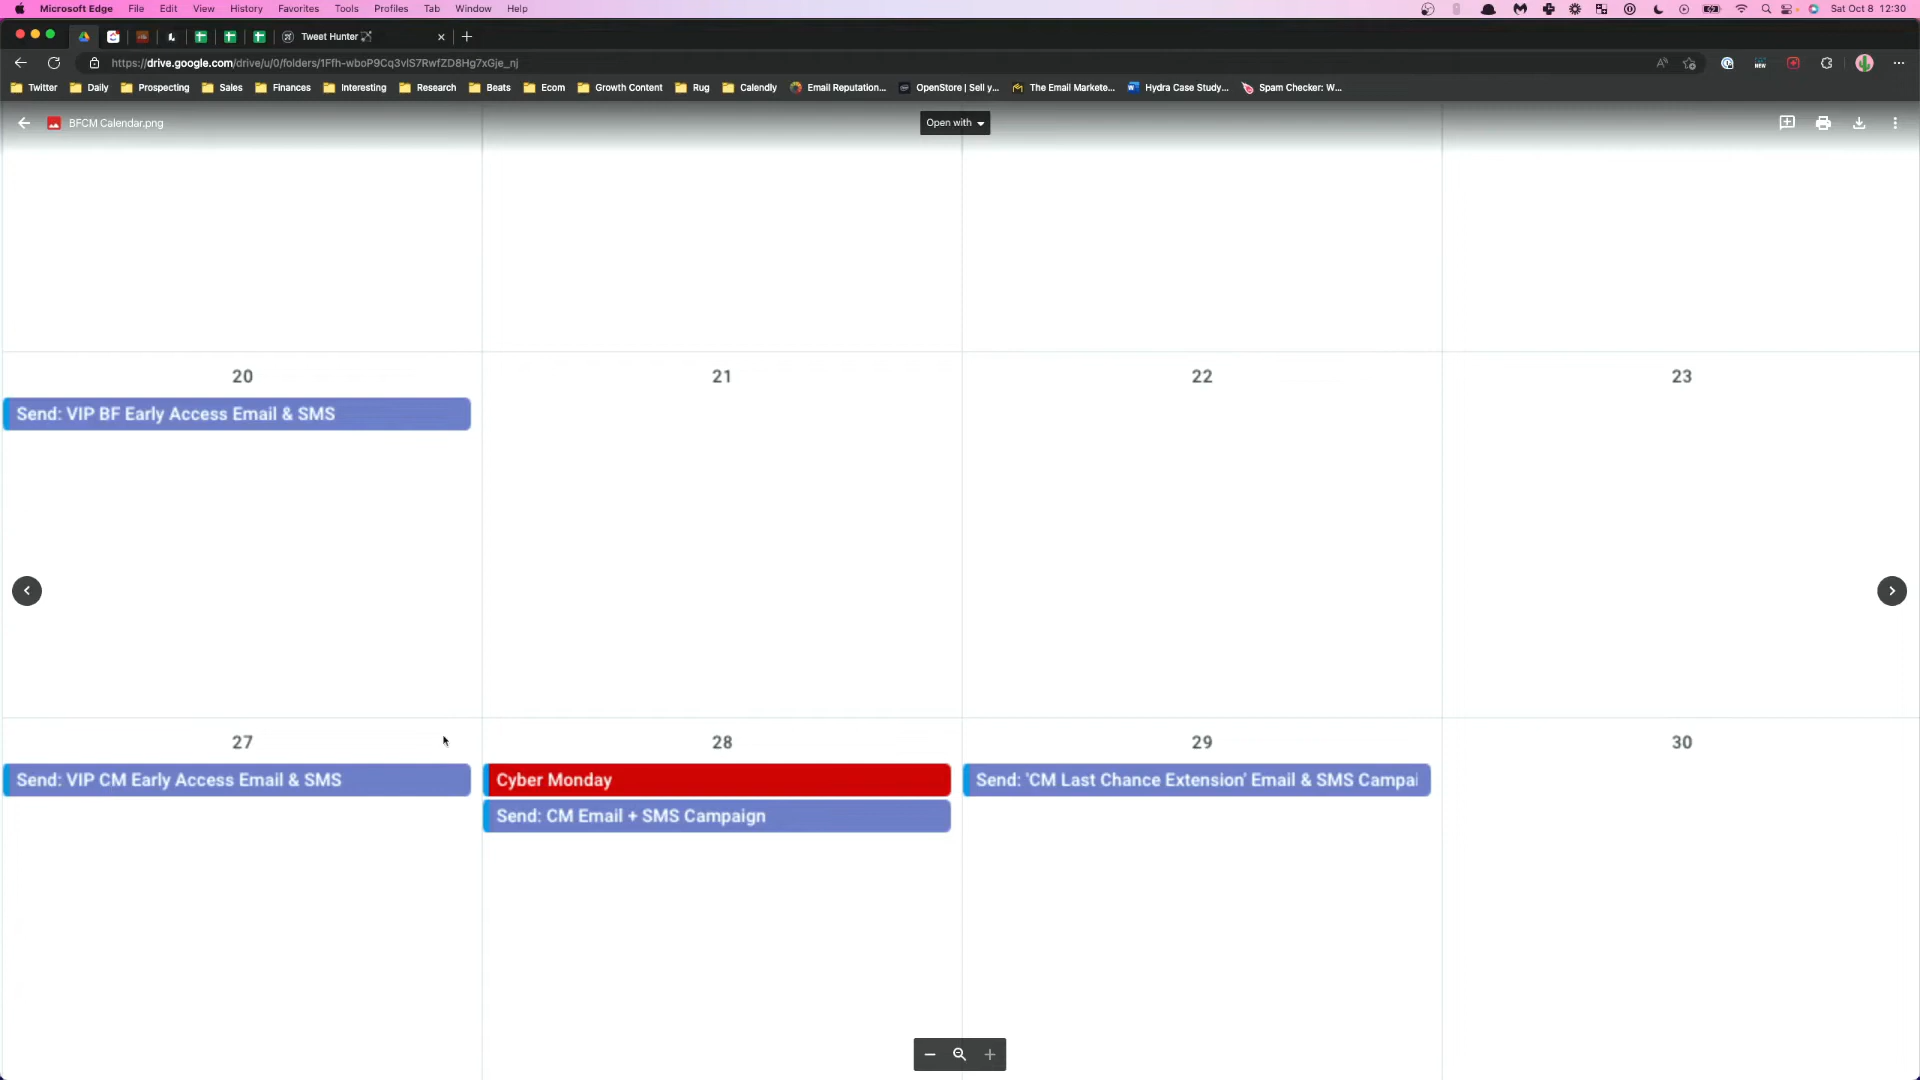 Microsoft Edge File Edit View History Favorites Tools Profiles Tab Window Help Sat Oct 8 12:30
Tweet Hunter
https://drive.google.com/drive/u/0/folders/1Ffh-wboP9Cq3vlS7RwfZD8Hg7xGje_nj
Twitter Daily Prospecting Sales Finances Interesting Research Beats Ecom Growth Content Rug Calendly Email Reputation... OpenStore | Sell y... The Email Markete... Hydra Case Study... Spam Checker: W...
BFCM Calendar.png Open with
20 21 22 23
Send: VIP BF Early Access Email & SMS
27 28 29 30
Send: VIP CM Early Access Email & SMS Cyber Monday Send: 'CM Last Chance Extension' Email & SMS Campai
Send: CM Email + SMS Campaign